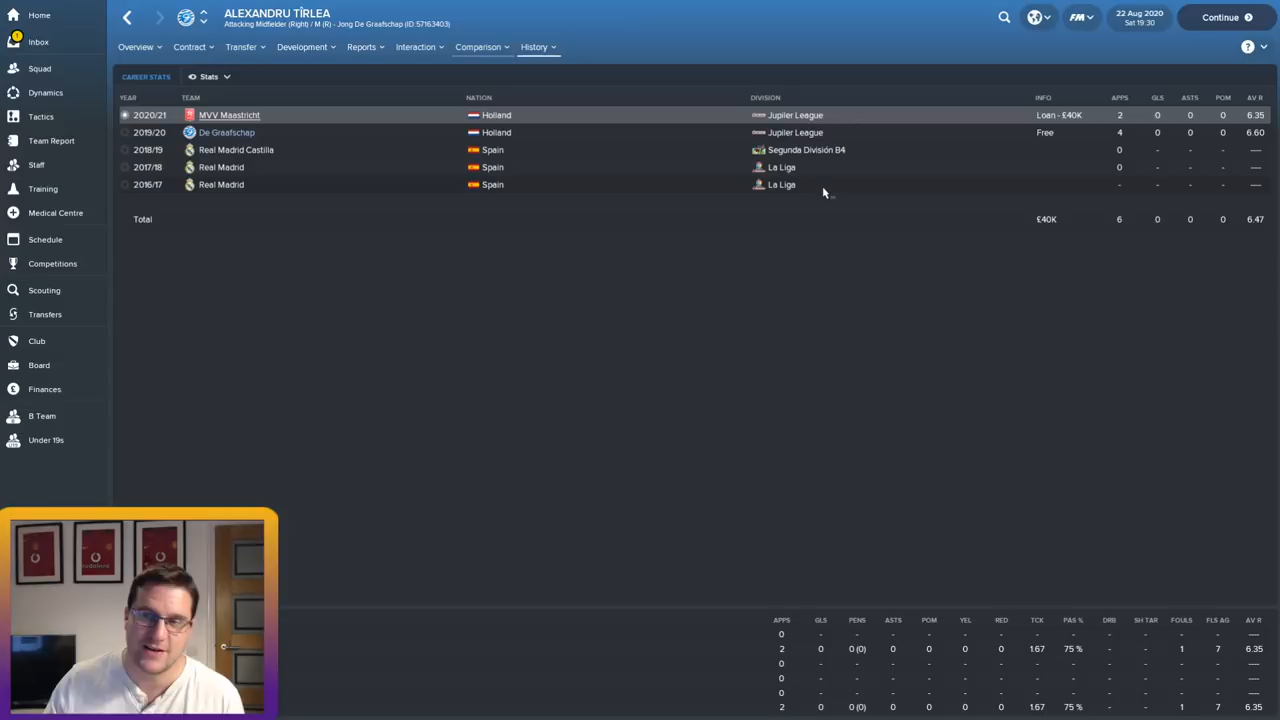 Home
ALEXANDRU TÎRLEA
Attacking Midfielder (Right) / M (R) - Jong De Graafschap (ID:57163403)
FM
22 Aug 2020
Sat 19:30
Continue
1
Inbox
Overview Contract Transfer Development Reports Interaction Comparison History
?
Squad
CAREER STATS Stats
Dynamics
YEAR TEAM NATION DIVISION INFO APPS GLS ASTS POM AV R
Tactics
2020/21 MVV Maastricht Holland Jupiler League Loan - £40K 2 0 0 0 6.35
2019/20 De Graafschap Holland Jupiler League Free 4 0 0 0 6.60
Team Report
2018/19 Real Madrid Castilla Spain Segunda División B4 0 - - - ----
Staff
2017/18 Real Madrid Spain La Liga 0 - - - ----
Training
2016/17 Real Madrid Spain La Liga - - - - ----
Medical Centre
Total £40K 6 0 0 0 6.47
Schedule
Competitions
Scouting
Transfers
Club
Board
Finances
B Team
Under 19s
vodafone
APPS GLS PENS ASTS POM YEL RED TCK PAS % DRB SH TAR FOULS FLS AG AV R
0 - - - - - - - - - - - - ----
2 0 0 (0) 0 0 0 0 1.67 75 % - - 1 7 6.35
0 - - - - - - - - - - - - ----
0 - - - - - - - - - - - - ----
0 - - - - - - - - - - - - ----
2 0 0 (0) 0 0 0 0 1.67 75 % - - 1 7 6.35